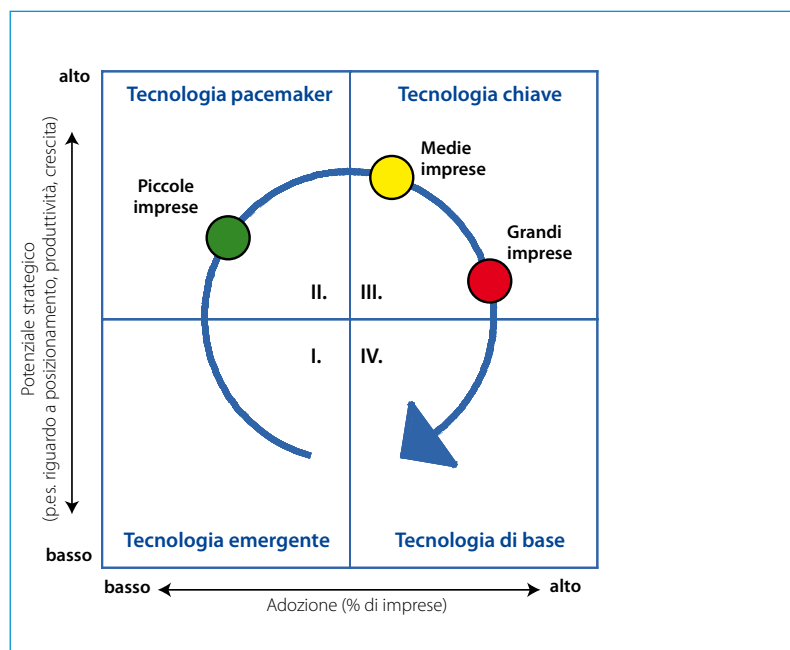 alto
Tecnologia pacemaker
Tecnologia chiave
Medie
imprese
Piccole
imprese
Grandi
imprese
Potenziale strategico
(p.es. riguardo a posizionamento, produttività, crescita)
II.
III.
I.
IV.
Tecnologia emergente
Tecnologia di base
basso
basso
alto
Adozione (% di imprese)